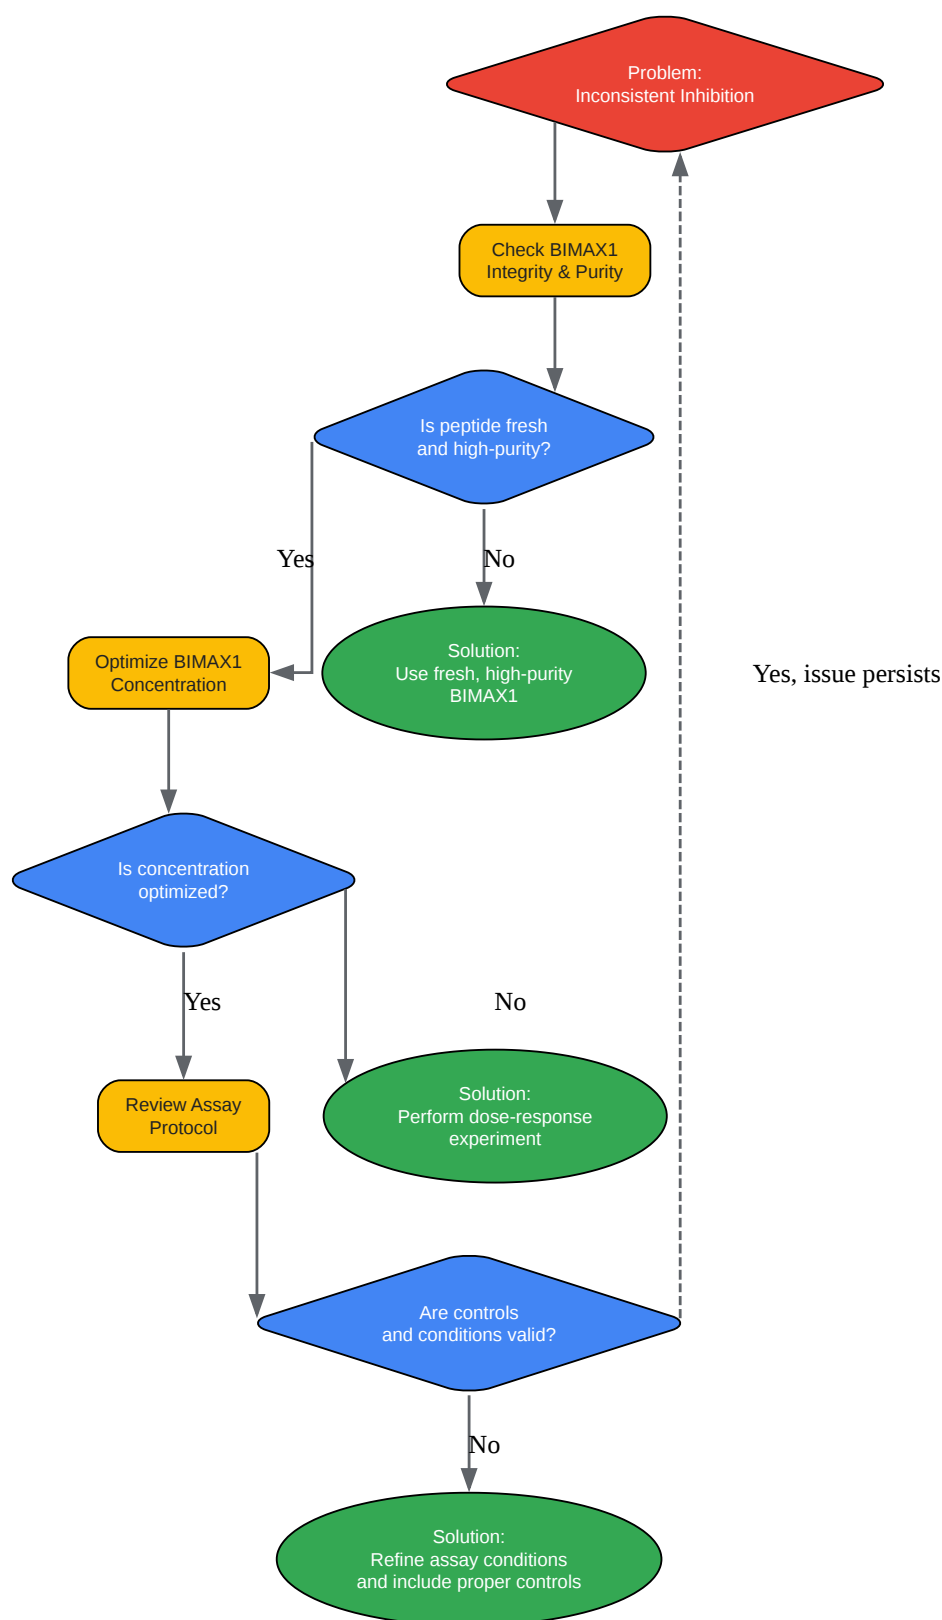 Problem:
Inconsistent Inhibition
Check BIMAX1
Integrity & Purity
Is peptide fresh
and high-purity?
Yes
No
Optimize BIMAX1
Concentration
Solution:
Use fresh, high-purity
BIMAX1
Yes, issue persists
Is concentration
optimized?
Yes
No
Review Assay
Protocol
Solution:
Perform dose-response
experiment
Are controls
and conditions valid?
No
Solution:
Refine assay conditions
and include proper controls